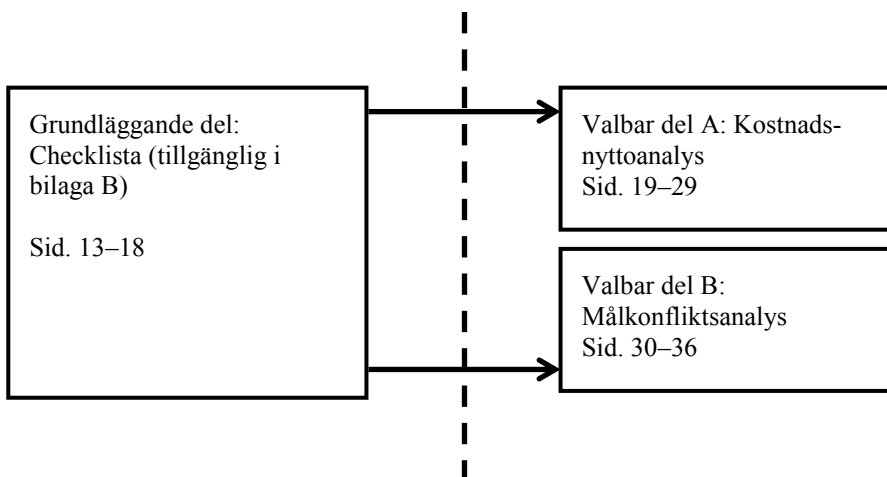 Grundläggande del:
Checklista (tillgänglig i
bilaga B)
Sid. 13–18
Valbar del A: Kostnads-
nyttoanalys
Sid. 19–29
Valbar del B:
Målkonfliktsanalys
Sid. 30–36